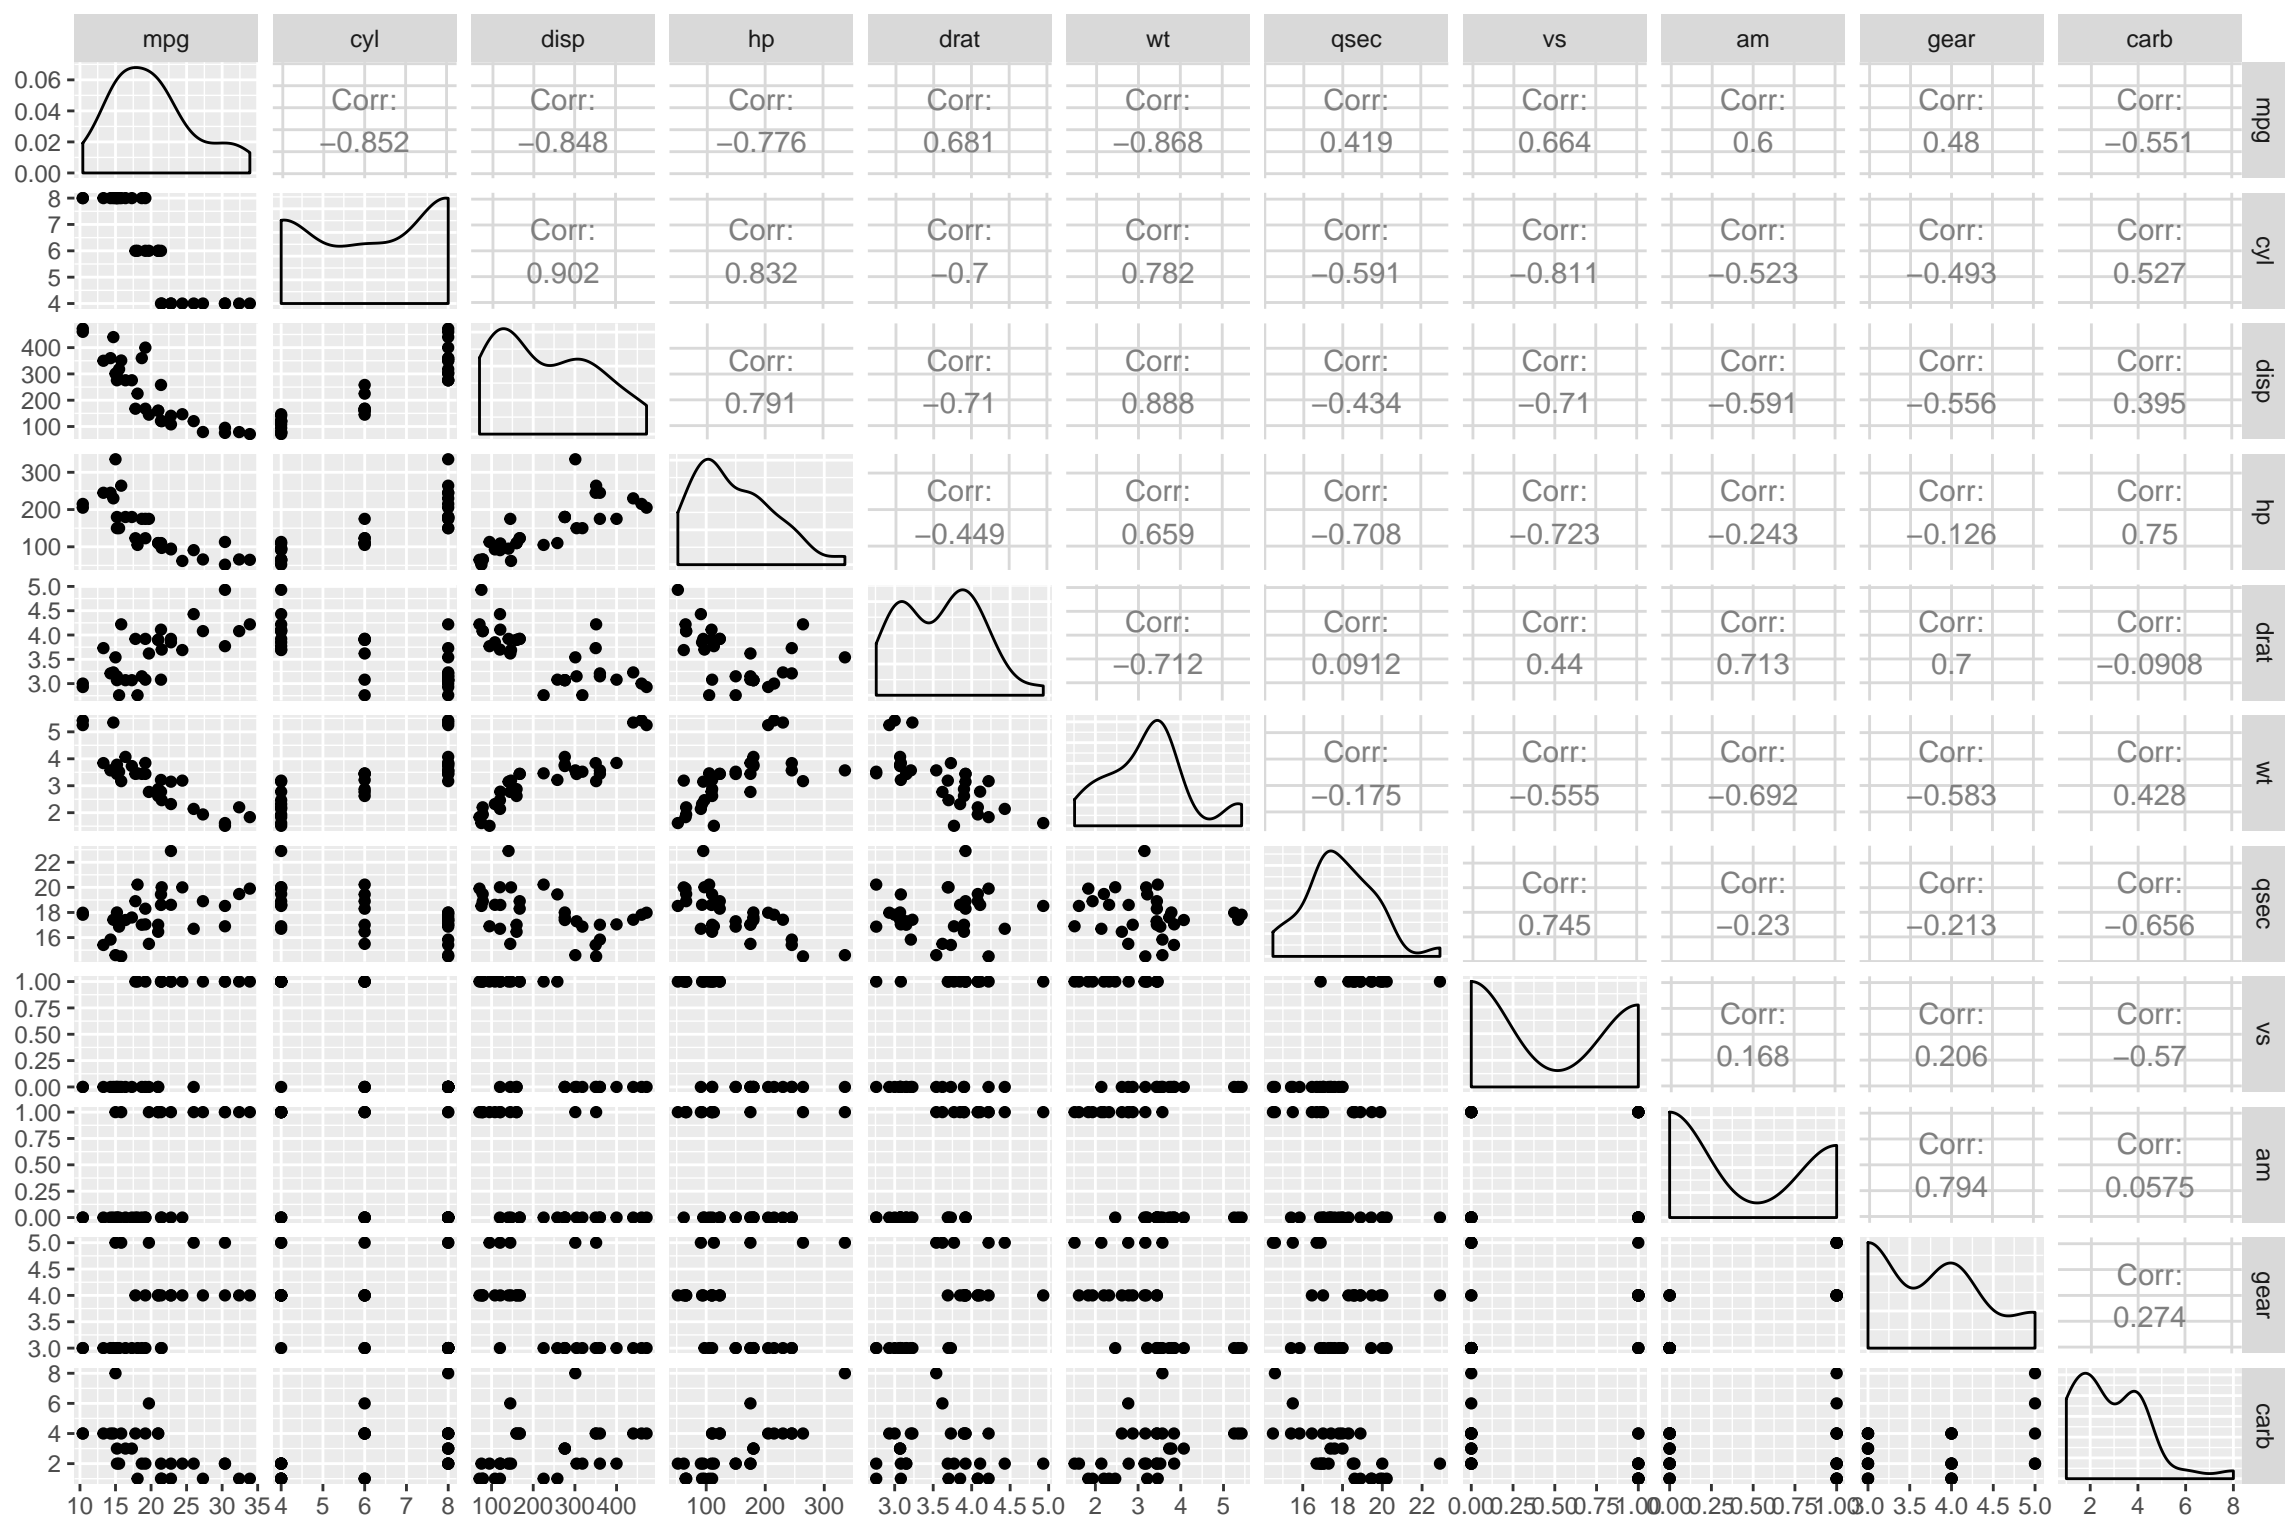 mpg cyl disp hp drat wt qsec vs am gear carb
0.06
0.04
0.02
0.00
Corr: Corr: Corr: Corr: Corr: Corr: Corr: Corr: Corr: Corr:
−0.852 −0.848 −0.776 0.681 −0.868 0.419 0.664 0.6 0.48 −0.551
mpg
8
7
6
5
4
Corr: Corr: Corr: Corr: Corr: Corr: Corr: Corr: Corr:
0.902 0.832 −0.7 0.782 −0.591 −0.811 −0.523 −0.493 0.527
cyl
400
300
200
100
Corr: Corr: Corr: Corr: Corr: Corr: Corr: Corr:
0.791 −0.71 0.888 −0.434 −0.71 −0.591 −0.556 0.395
disp
300
200
100
Corr: Corr: Corr: Corr: Corr: Corr: Corr:
−0.449 0.659 −0.708 −0.723 −0.243 −0.126 0.75
hp
5.0
4.5
4.0
3.5
3.0
Corr: Corr: Corr: Corr: Corr: Corr:
−0.712 0.0912 0.44 0.713 0.7 −0.0908
drat
5
4
3
2
Corr: Corr: Corr: Corr: Corr:
−0.175 −0.555 −0.692 −0.583 0.428
wt
22
20
18
16
Corr: Corr: Corr: Corr:
0.745 −0.23 −0.213 −0.656
qsec
1.00
0.75
0.50
0.25
0.00
Corr: Corr: Corr:
0.168 0.206 −0.57
vs
1.00
0.75
0.50
0.25
0.00
Corr: Corr:
0.794 0.0575
am
5.0
4.5
4.0
3.5
3.0
Corr:
0.274
gear
8
6
4
2
carb
10 15 20 25 30 35 4 5 6 7 8 100 200 300 400 100 200 300 3.0 3.5 4.0 4.5 5.0 2 3 4 5 16 18 20 22 0.00 0.25 0.50 0.75 1.00 0.00 0.25 0.50 0.75 1.00 3.0 3.5 4.0 4.5 5.0 2 4 6 8